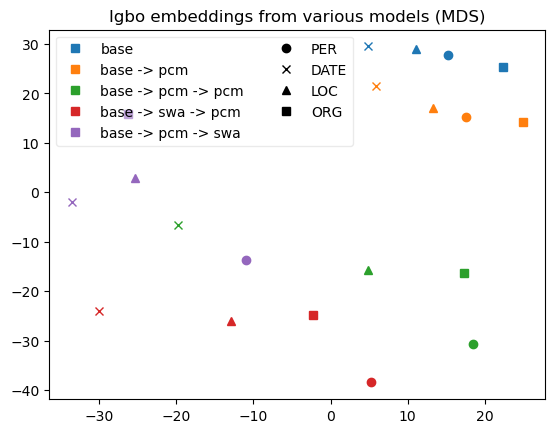 Igbo embeddings from various models (MDS)
30
20
10
0
−10
−20
−30
−40
base
base -> pcm
base -> pcm -> pcm
base -> swa -> pcm
base -> pcm -> swa
PER
DATE
LOC
ORG
−30 −20 −10 0 10 20